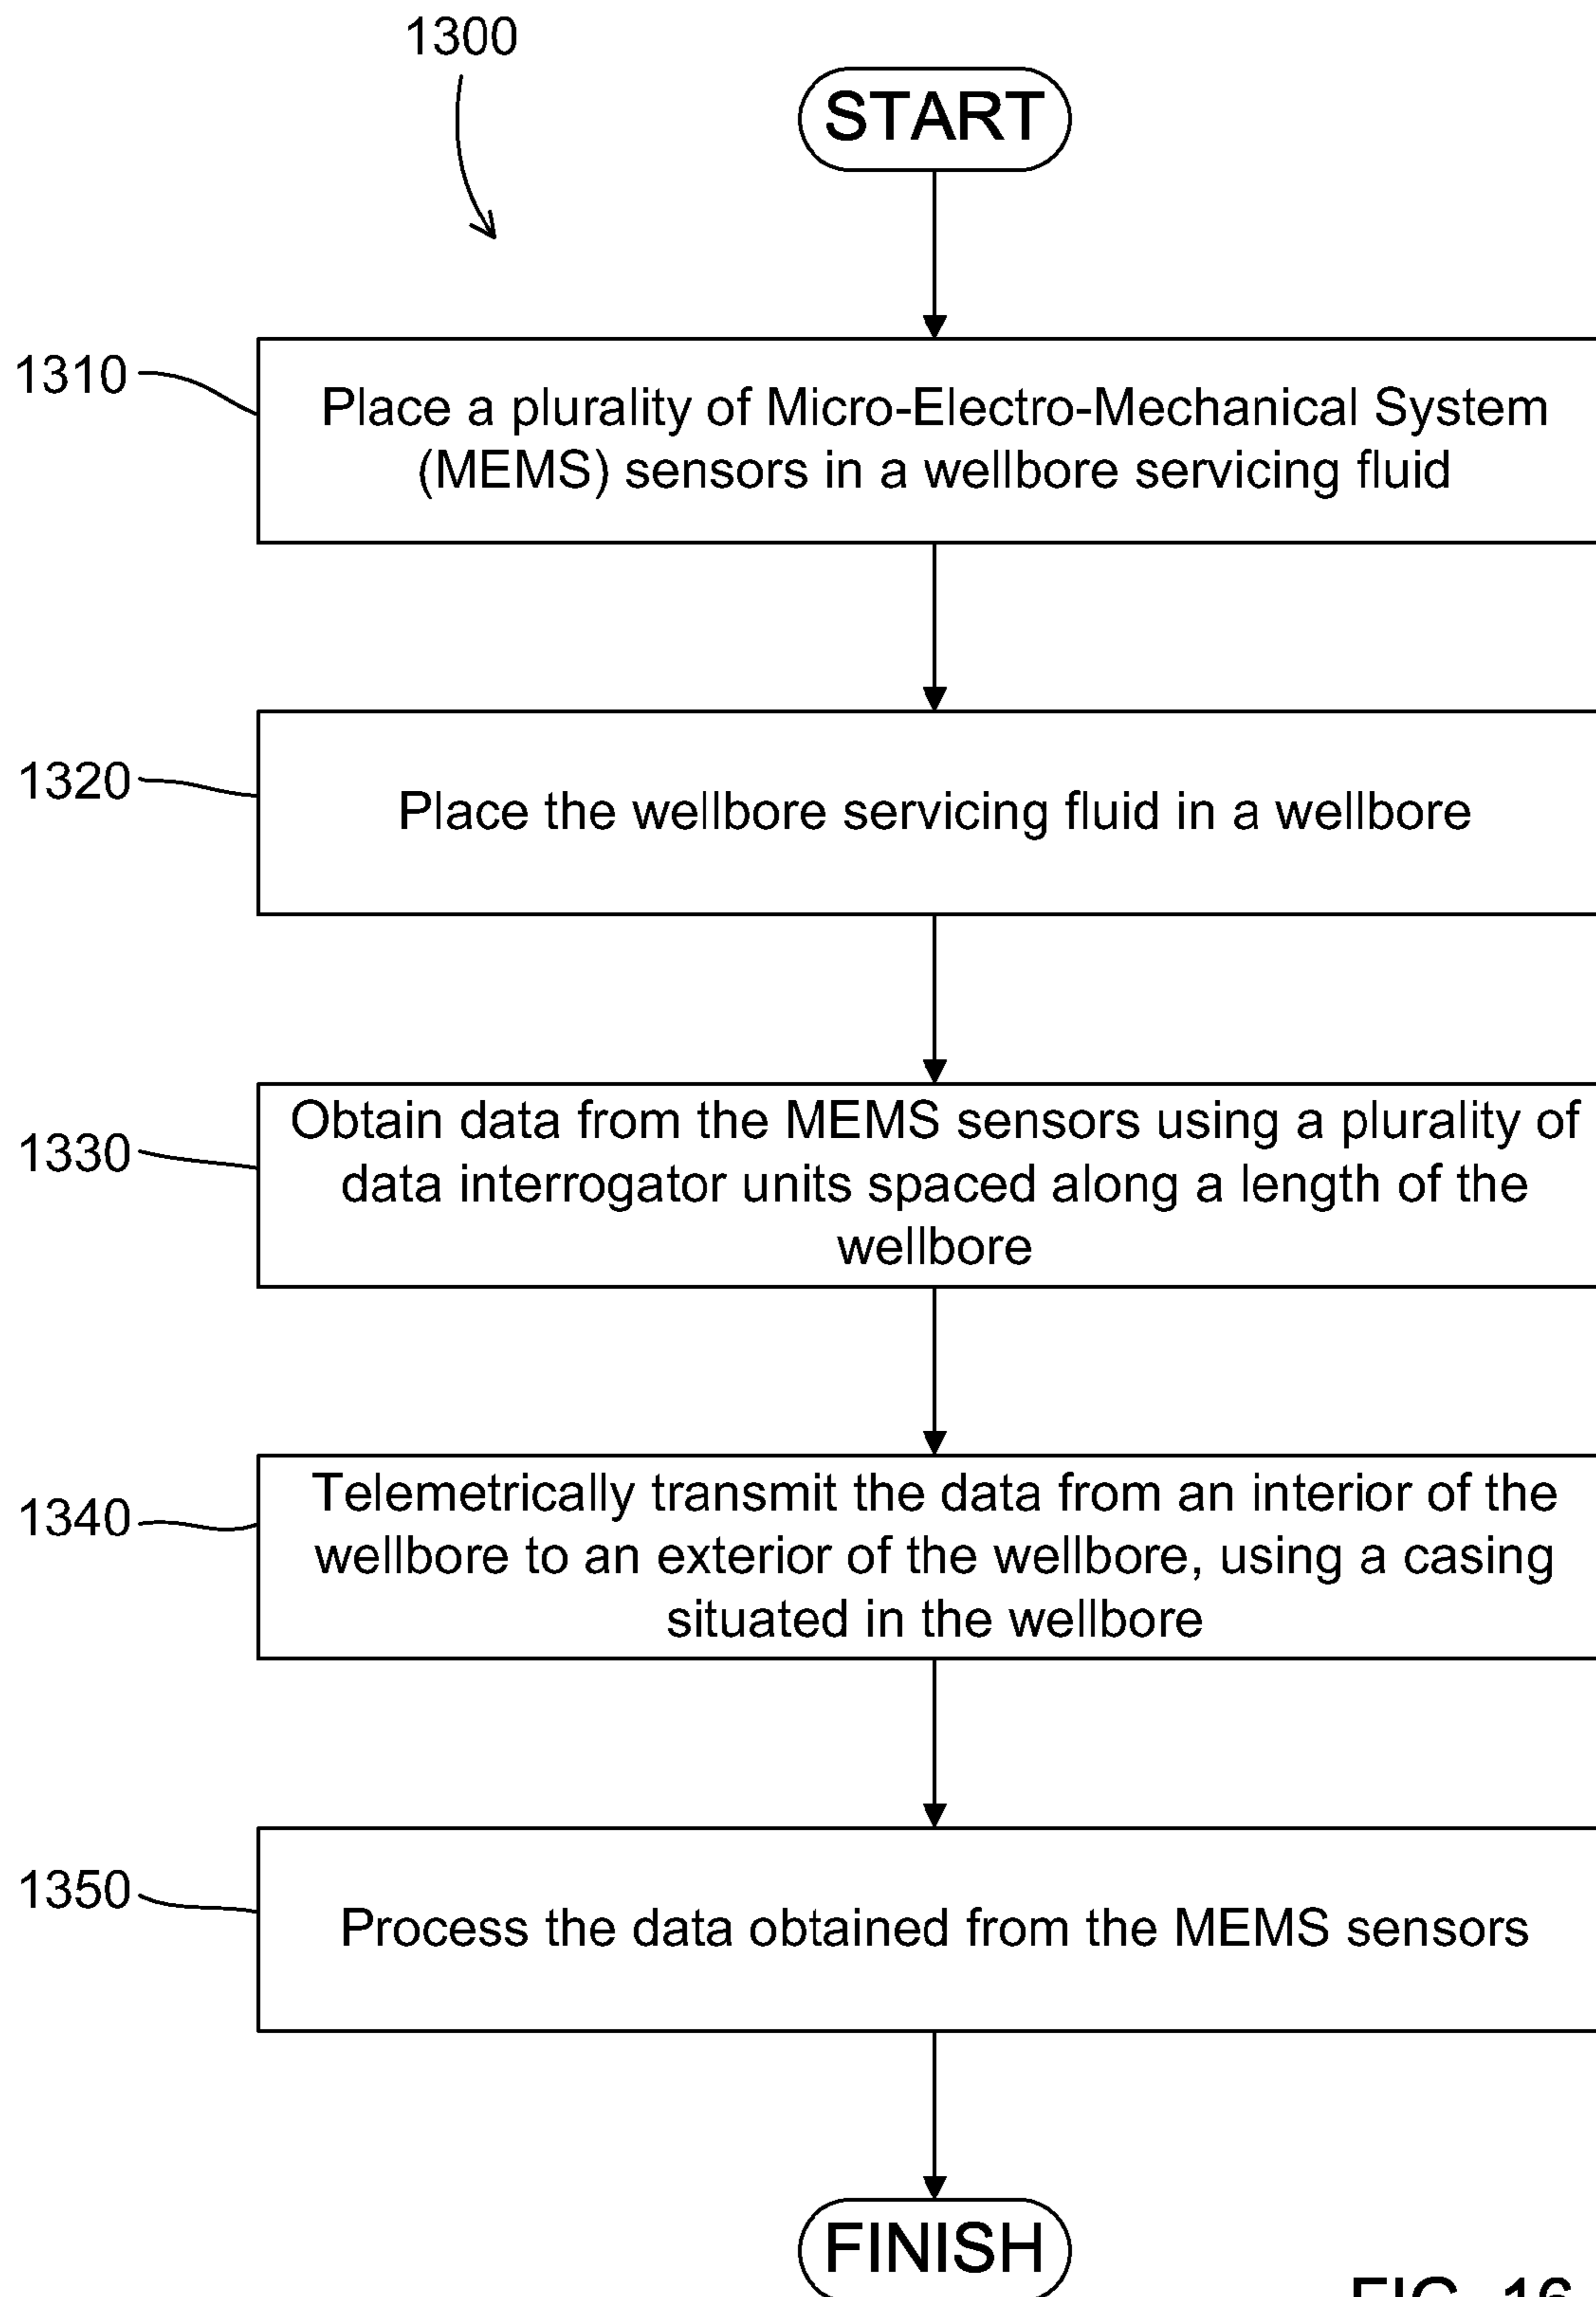 1300
START
1310
Place a plurality of Micro-Electro-Mechanical System
(MEMS) sensors in a wellbore servicing fluid
1320
Place the wellbore servicing fluid in a wellbore
1330
Obtain data from the MEMS sensors using a plurality of
data interrogator units spaced along a length of the
wellbore
1340
Telemetrically transmit the data from an interior of the
wellbore to an exterior of the wellbore, using a casing
situated in the wellbore
1350
Process the data obtained from the MEMS sensors
FINISH
FIG. 16